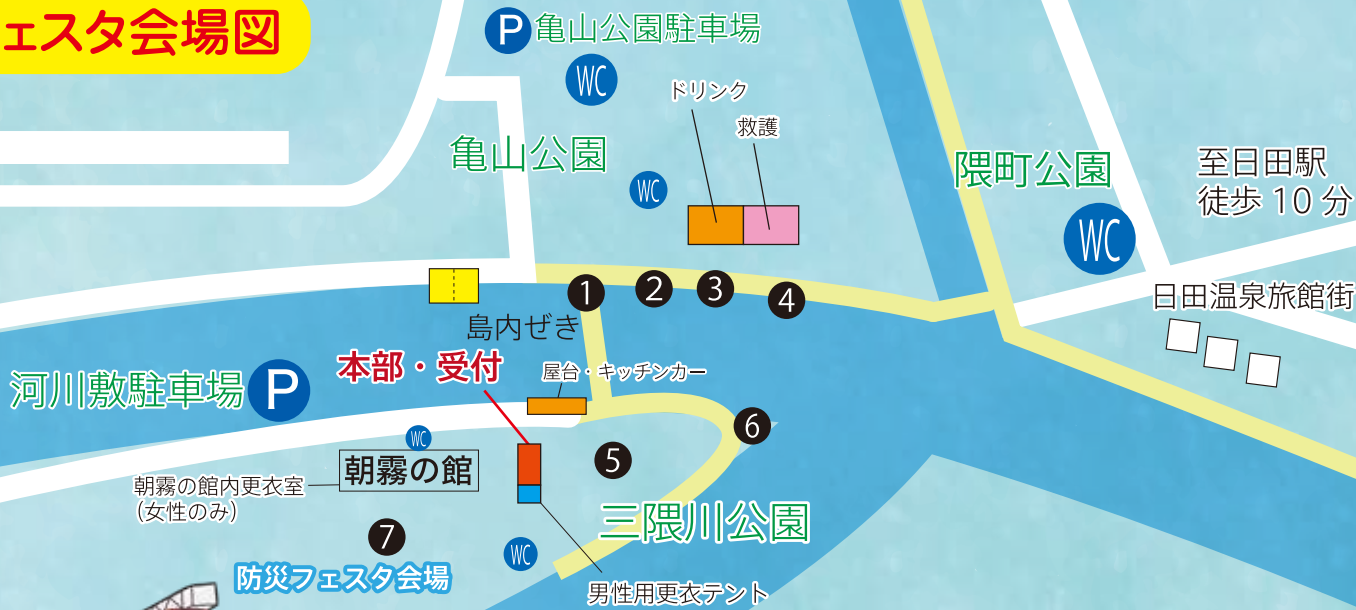 ェスタ会場図
P 亀山公園駐車場
WC
ドリンク
救護
亀山公園
WC
隈町公園
WC
至日田駅
徒歩 10 分
1
2
3
4
日田温泉旅館街
島内ぜき
本部・受付
屋台・キッチンカー
河川敷駐車場 P
WC
朝霧の館
朝霧の館内更衣室
(女性のみ)
5
6
三隈川公園
7
WC
防災フェスタ会場
男性用更衣テント